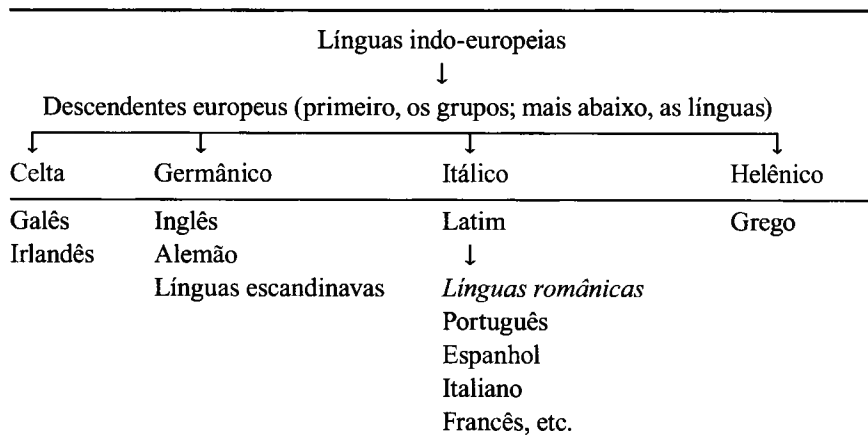 Línguas indo-europeias
↓
Descendentes europeus (primeiro, os grupos; mais abaixo, as línguas)
Celta Germânico Itálico Helênico
Galês Inglês Latim Grego
Irlandês Alemão ↓
Línguas escandinavas Línguas românicas
Português
Espanhol
Italiano
Francês, etc.